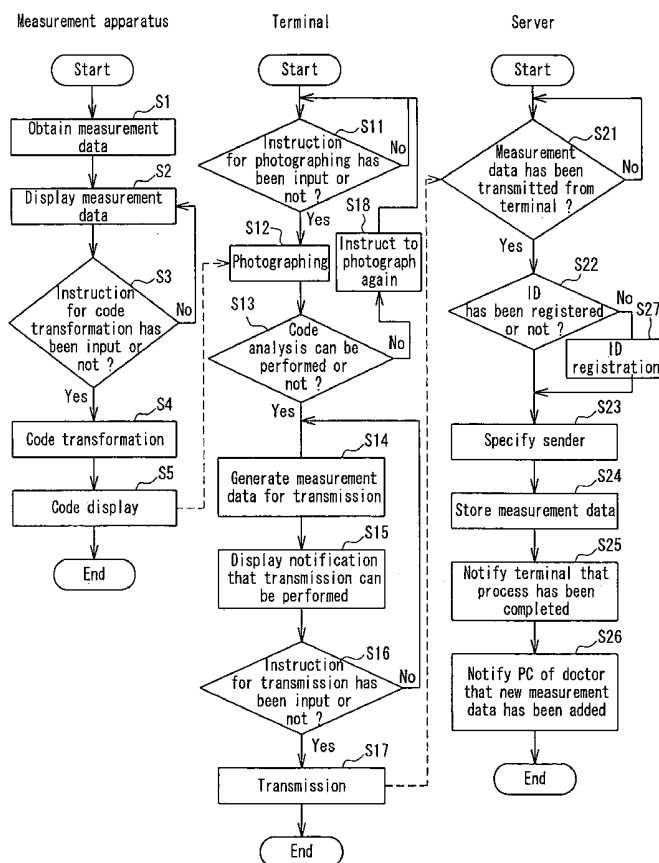 Measurement apparatus
Start
S1
Obtain measurement
data
S2
Display measurement
data
S3
Instruction
for code
transformation has
been input or
not ?
No
Yes
S4
Code transformation
S5
Code display
End
Terminal
Start
S11
Instruction
for photographing has
been input or
not ?
No
Yes
S12
Photographing
S18
Instruct to
photograph
again
S13
Code
analysis can be
performed or
not ?
No
Yes
S14
Generate measurement
data for transmission
S15
Display notification
that transmission can
be performed
S16
Instruction
for transmission has
been input or
not ?
No
Yes
S17
Transmission
End
Server
Start
S21
Measurement
data has been
transmitted from
terminal ?
No
Yes
S22
ID
has been registered
or not ?
No
S27
ID
registration
S23
Specify sender
S24
Store measurement data
S25
Notify terminal that
process has been
completed
S26
Notify PC of doctor
that new measurement
data has been added
End